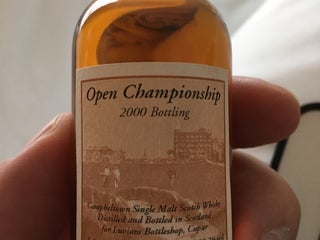 Open Championship
2000 Bottling
Campbeltown Single Malt Scotch Whisky
Distilled and Bottled in Scotland
for Luvians Bottleshop, Cupar